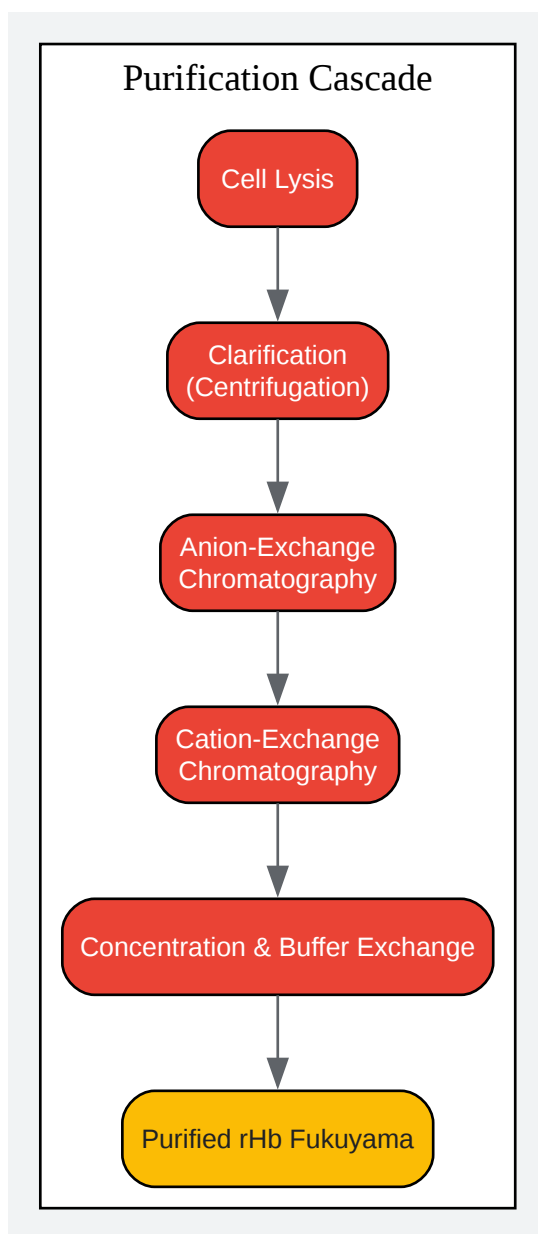 Purification Cascade
Cell Lysis
Clarification
(Centrifugation)
Anion-Exchange
Chromatography
Cation-Exchange
Chromatography
Concentration & Buffer Exchange
Purified rHb Fukuyama